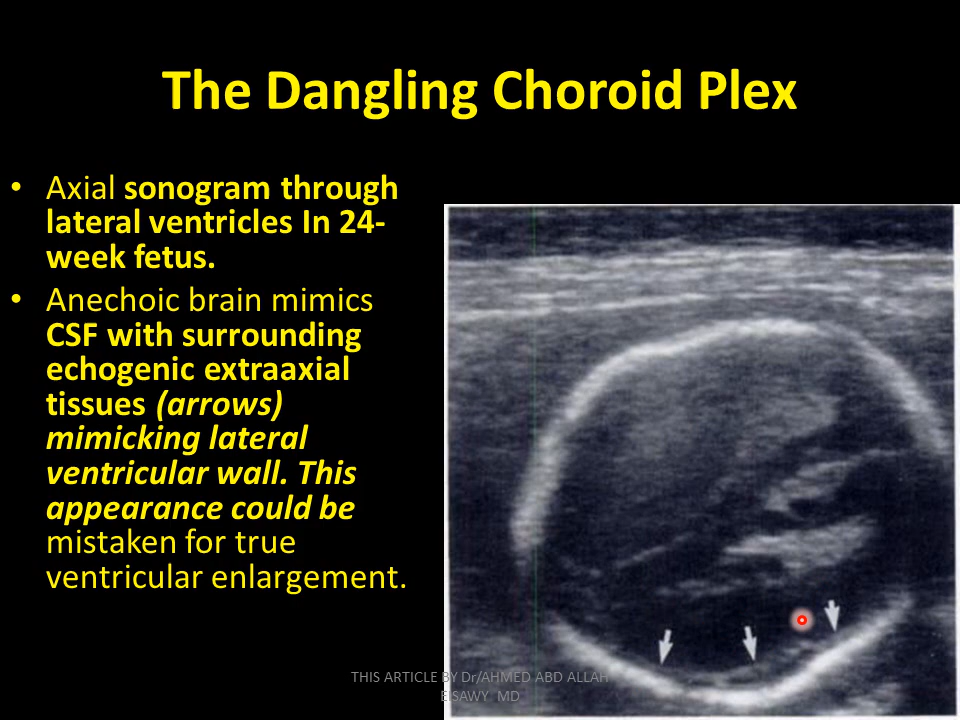 The Dangling Choroid Plex
• Axial sonogram through
lateral ventricles In 24-
week fetus.
• Anechoic brain mimics
CSF with surrounding
echogenic extraaxial
tissues (arrows)
mimicking lateral
ventricular wall. This
appearance could be
mistaken for true
ventricular enlargement.
THIS ARTICLE BY Dr/AHMED ABD ALLAH
ElSAWY MD